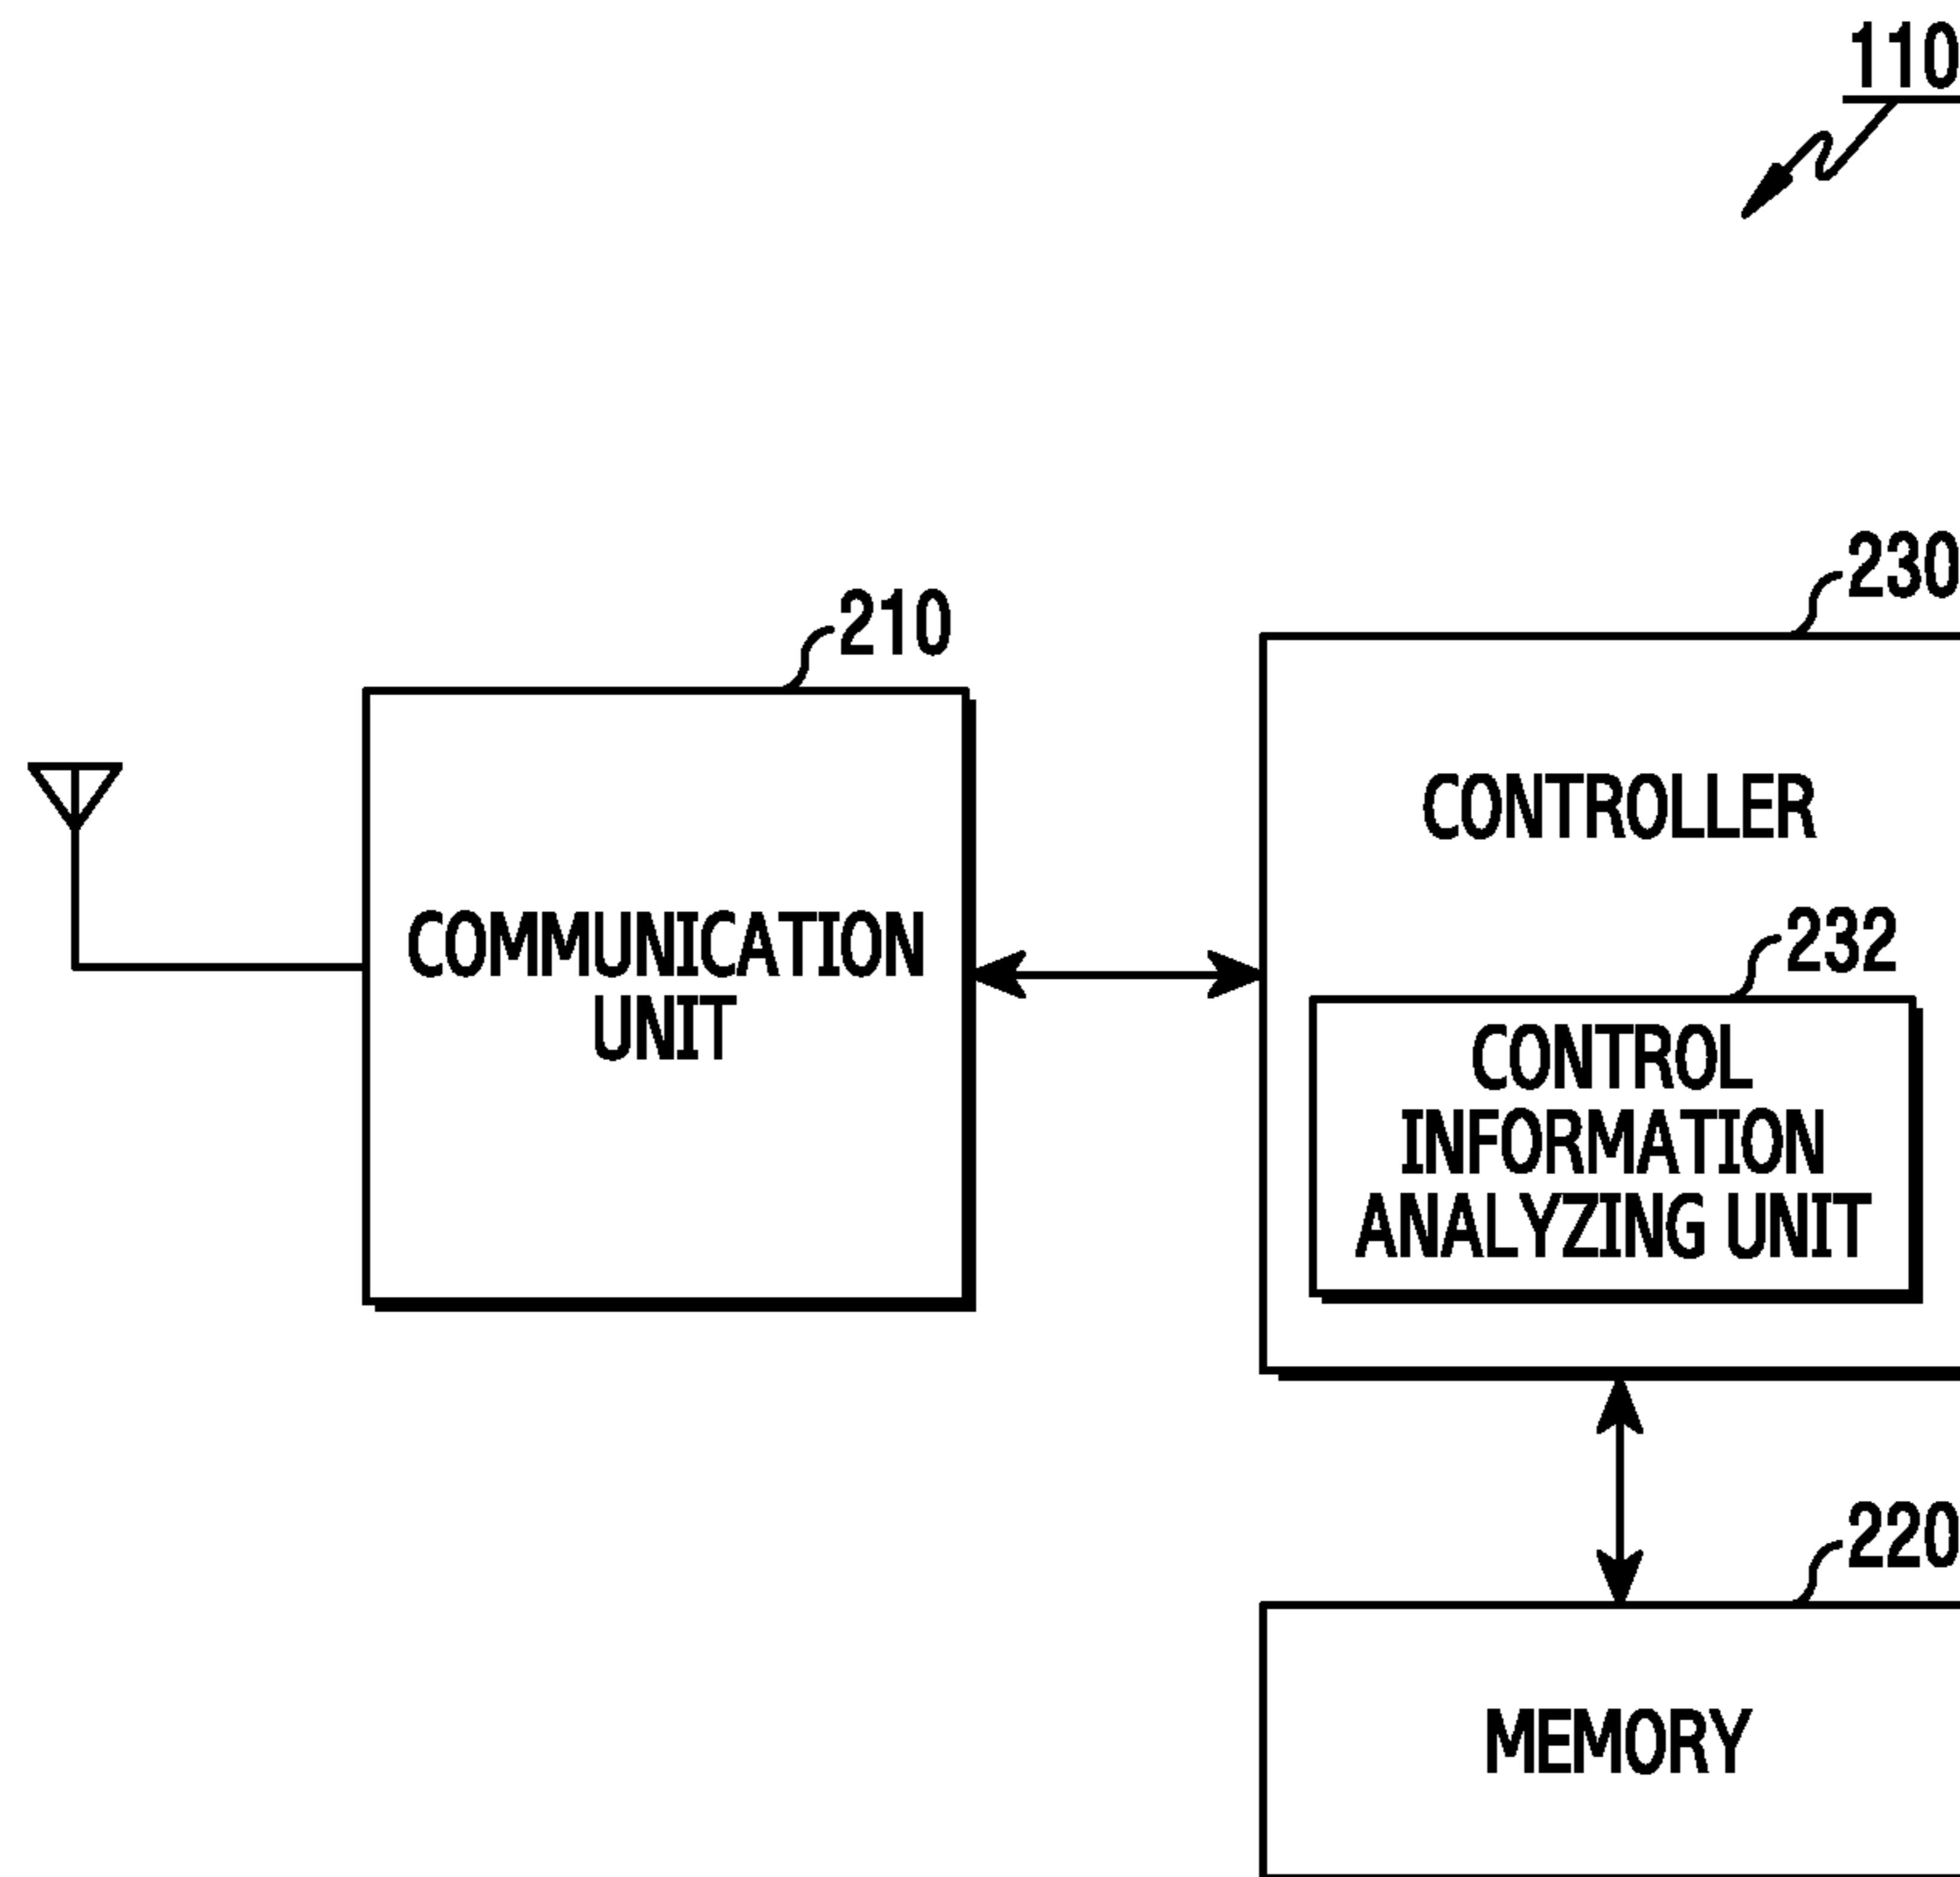 110
230
210
CONTROLLER
232
COMMUNICATION
UNIT
CONTROL
INFORMATION
ANALYZING UNIT
220
MEMORY